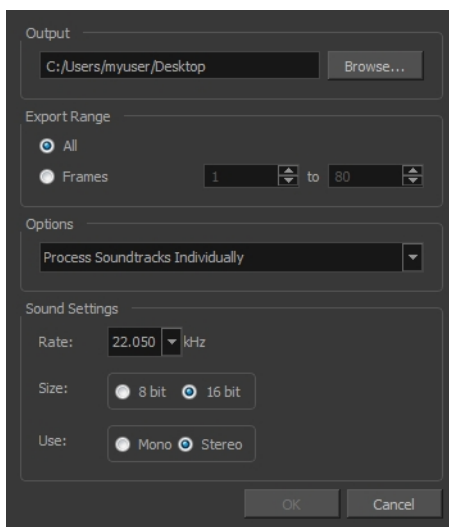 Output
C:/Users/myuser/Desktop
Browse...
Export Range
All
Frames 1 to 80
Options
Process Soundtracks Individually
Sound Settings
Rate: 22.050 kHz
Size: 8 bit 16 bit
Use: Mono Stereo
OK Cancel